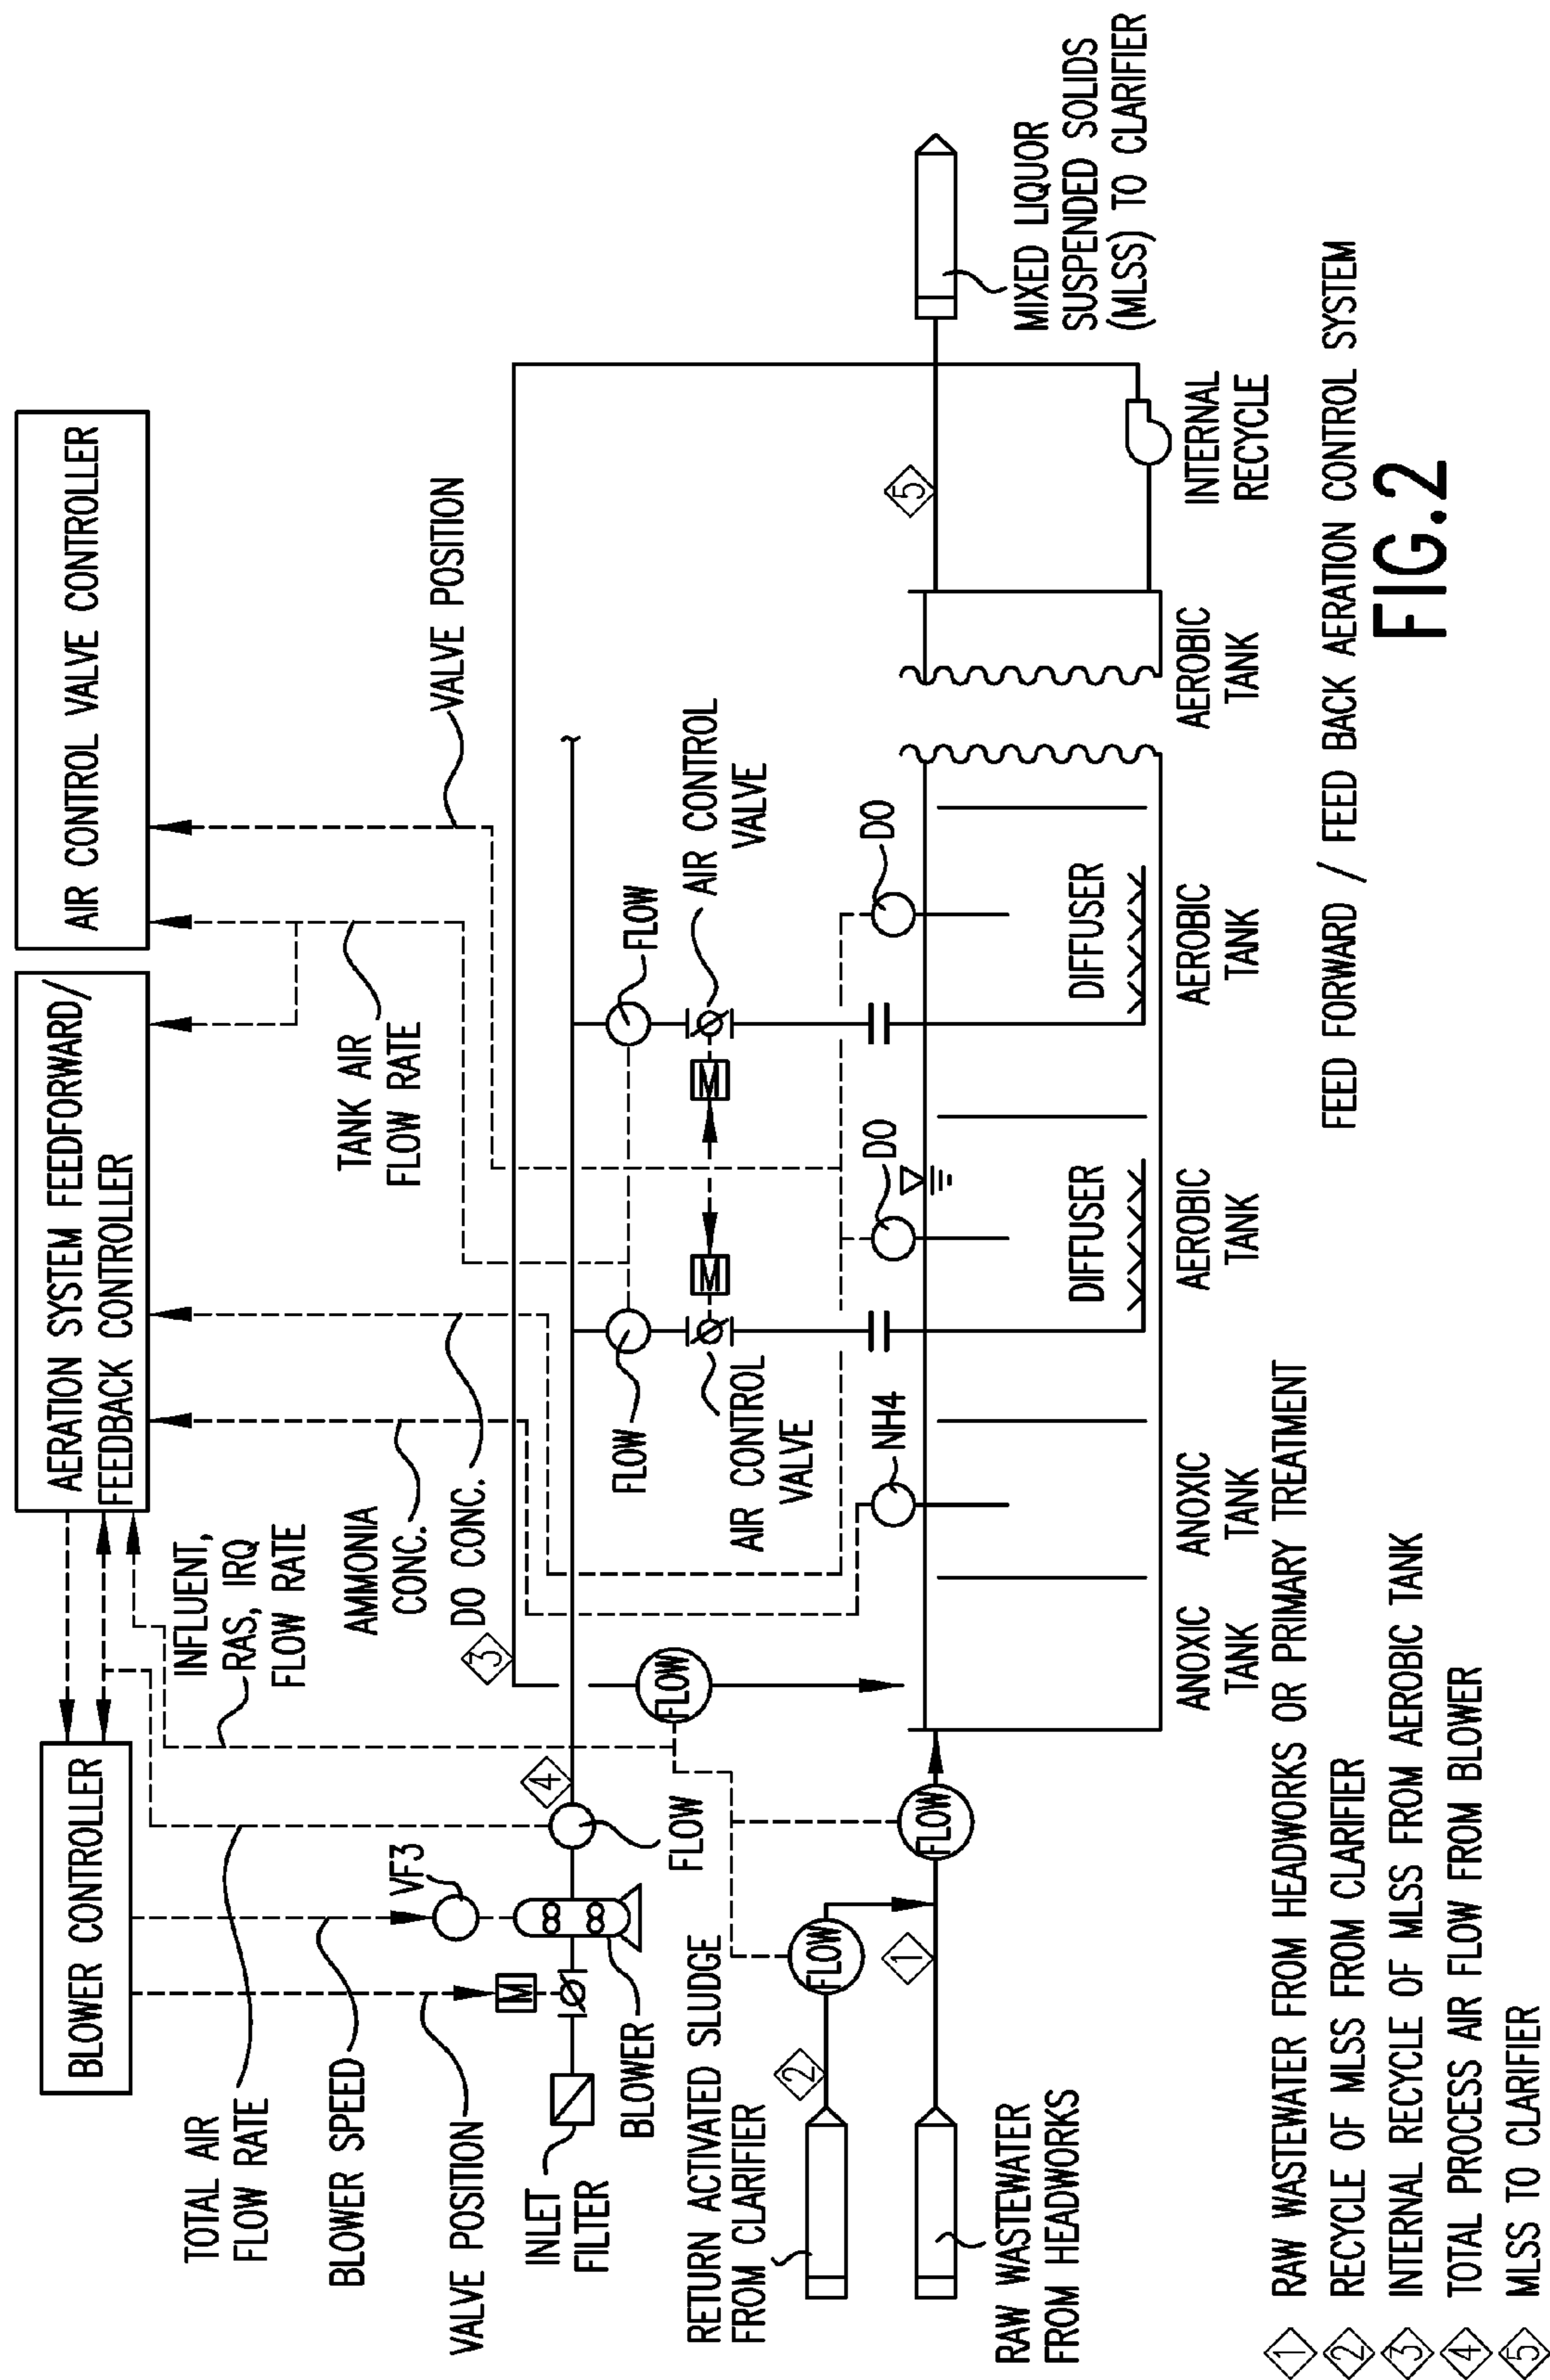 BLOWER CONTROLLER
AERATION SYSTEM FEEDFORWARD/
FEEDBACK CONTROLLER
AIR CONTROL VALVE CONTROLLER
TOTAL AIR
FLOW RATE
BLOWER SPEED
VALVE POSITION
INFLUENT,
RAS, IRQ
FLOW RATE
AMMONIA
CONC.
DO CONC.
TANK AIR
FLOW RATE
VALVE POSITION
VF3
M
INLET
FILTER
BLOWER
FLOW
4
3
FLOW
FLOW
FLOW
M
M
AIR CONTROL
VALVE
AIR CONTROL
VALVE
RETURN ACTIVATED SLUDGE
FROM CLARIFIER
2
FLOW
1
FLOW
RAW WASTEWATER
FROM HEADWORKS
NH4
DO
DO
DIFFUSER
DIFFUSER
5
MIXED LIQUOR
SUSPENDED SOLIDS
(MLSS) TO CLARIFIER
ANOXIC
TANK
ANOXIC
TANK
AEROBIC
TANK
AEROBIC
TANK
AEROBIC
TANK
INTERNAL
RECYCLE
1 RAW WASTEWATER FROM HEADWORKS OR PRIMARY TREATMENT
2 RECYCLE OF MLSS FROM CLARIFIER
3 INTERNAL RECYCLE OF MLSS FROM AEROBIC TANK
4 TOTAL PROCESS AIR FLOW FROM BLOWER
5 MLSS TO CLARIFIER
FEED FORWARD / FEED BACK AERATION CONTROL SYSTEM
FIG.2